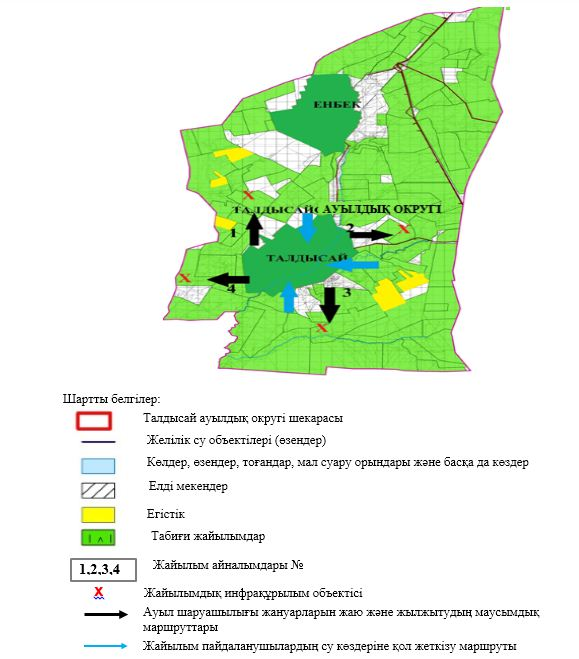 ЕНБЕК
ТАЛДЫСАЙ АУЫЛДЫҚ ОКРУГІ
X
1
2
X
ТАЛДЫСАЙ
X
4
3
X
Шартты белгілер:
Талдысай ауылдық округі шекарасы
Желілік су объектілері (өзендер)
Көлдер, өзендер, тоғандар, мал суару орындары және басқа да көздер
Елді мекендер
Егістік
Табиғи жайылымдар
1,2,3,4 Жайылым айналымдары №
X Жайылымдық инфрақұрылым объектісі
Ауыл шаруашылығы жануарларын жаю және жылжытудың маусымдық
маршруттары
Жайылым пайдаланушылардың су көздеріне қол жеткізу маршруты